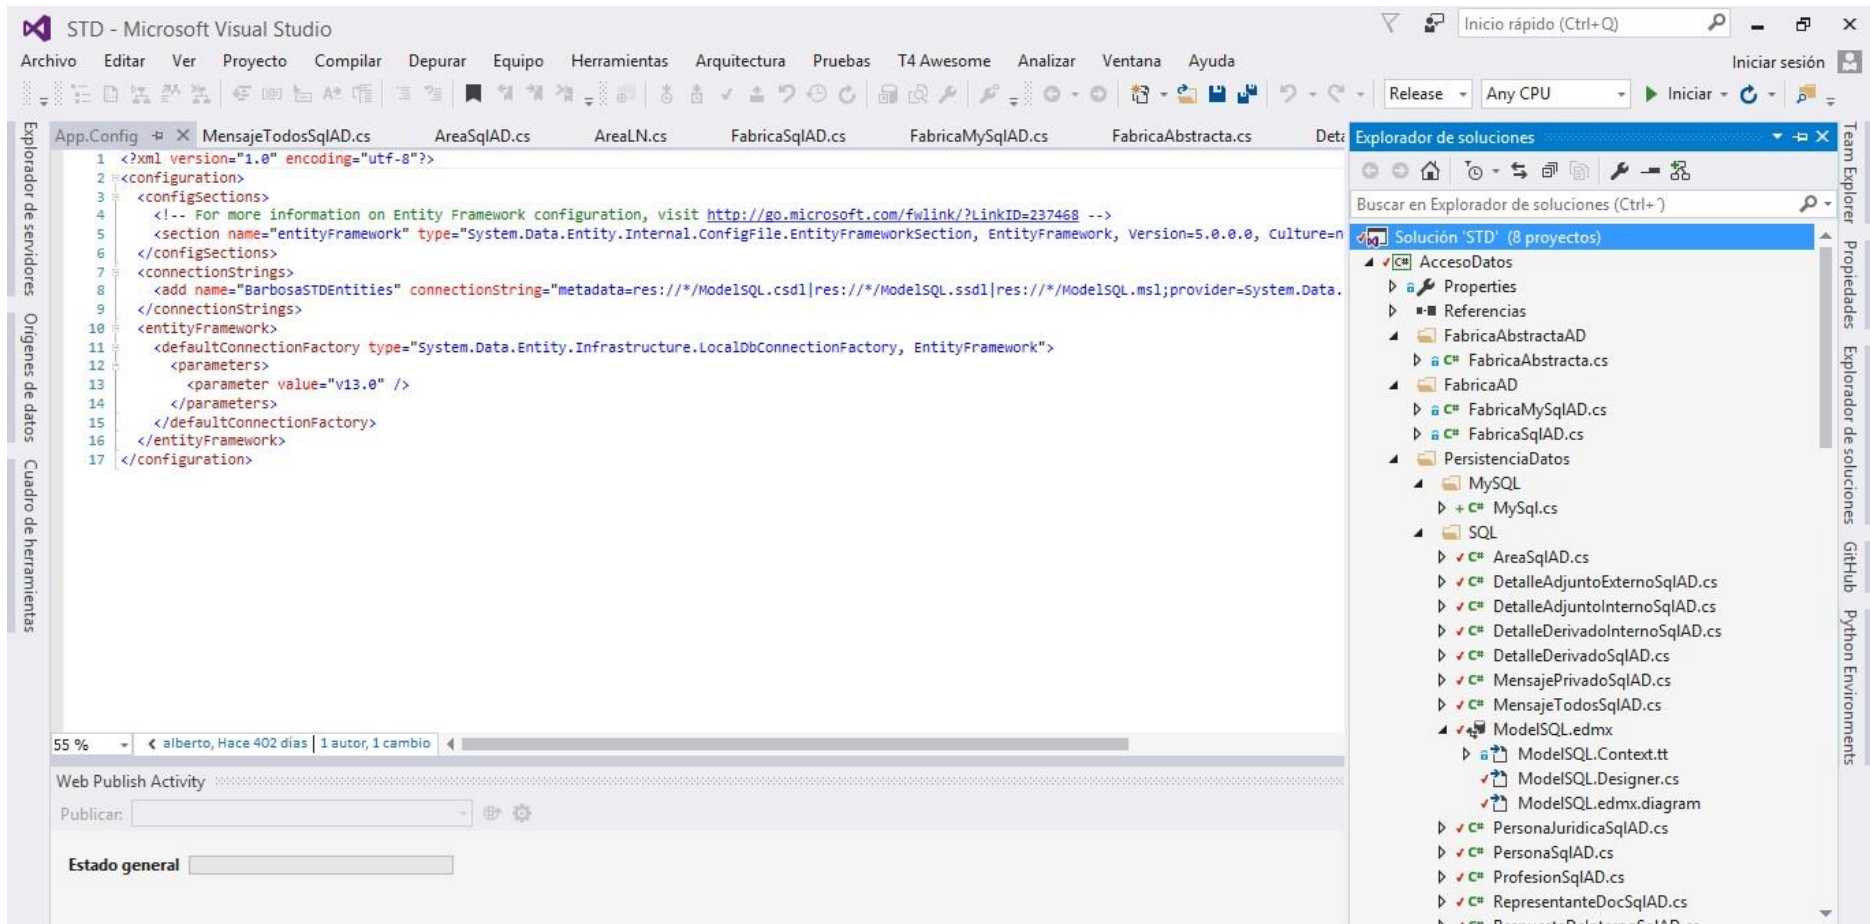 STD - Microsoft Visual Studio
Inicio rápido (Ctrl+Q)
Archivo Editar Ver Proyecto Compilar Depurar Equipo Herramientas Arquitectura Pruebas T4 Awesome Analizar Ventana Ayuda
Iniciar sesión
Release Any CPU Iniciar
Explorador de servidores
Orígenes de datos
Cuadro de herramientas
App.Config MensajeTodosSqlAD.cs AreaSqlAD.cs AreaLN.cs FabricaSqlAD.cs FabricaMySqlAD.cs FabricaAbstracta.cs Deta
1 <?xml version="1.0" encoding="utf-8"?>
2 <configuration>
3 <configSections>
4 <!-- For more information on Entity Framework configuration, visit http://go.microsoft.com/fwlink/?LinkID=237468 -->
5 <section name="entityFramework" type="System.Data.Entity.Internal.ConfigFile.EntityFrameworkSection, EntityFramework, Version=5.0.0.0, Culture=n
6 </configSections>
7 <connectionStrings>
8 <add name="BarbosaSTDEntities" connectionString="metadata=res://*/ModelSQL.csdl|res://*/ModelSQL.ssdl|res://*/ModelSQL.msl;provider=System.Data.
9 </connectionStrings>
10 <entityFramework>
11 <defaultConnectionFactory type="System.Data.Entity.Infrastructure.LocalDbConnectionFactory, EntityFramework">
12 <parameters>
13 <parameter value="v13.0" />
14 </parameters>
15 </defaultConnectionFactory>
16 </entityFramework>
17 </configuration>
55 % alberto, Hace 402 días | 1 autor, 1 cambio
Web Publish Activity
Publicar:
Estado general
Explorador de soluciones
Buscar en Explorador de soluciones (Ctrl+´)
Solución 'STD' (8 proyectos)
C# AccesoDatos
Properties
Referencias
FabricaAbstractaAD
C# FabricaAbstracta.cs
FabricaAD
C# FabricaMySqlAD.cs
C# FabricaSqlAD.cs
PersistenciaDatos
MySQL
+ C# MySql.cs
SQL
C# AreaSqlAD.cs
C# DetalleAdjuntoExternoSqlAD.cs
C# DetalleAdjuntoInternoSqlAD.cs
C# DetalleDerivadoInternoSqlAD.cs
C# DetalleDerivadoSqlAD.cs
C# MensajePrivadoSqlAD.cs
C# MensajeTodosSqlAD.cs
ModelSQL.edmx
ModelSQL.Context.tt
ModelSQL.Designer.cs
ModelSQL.edmx.diagram
C# PersonaJuridicaSqlAD.cs
C# PersonaSqlAD.cs
C# ProfesionSqlAD.cs
C# RepresentanteDocSqlAD.cs
Team Explorer
Propiedades
Explorador de soluciones
GitHub
Python Environments